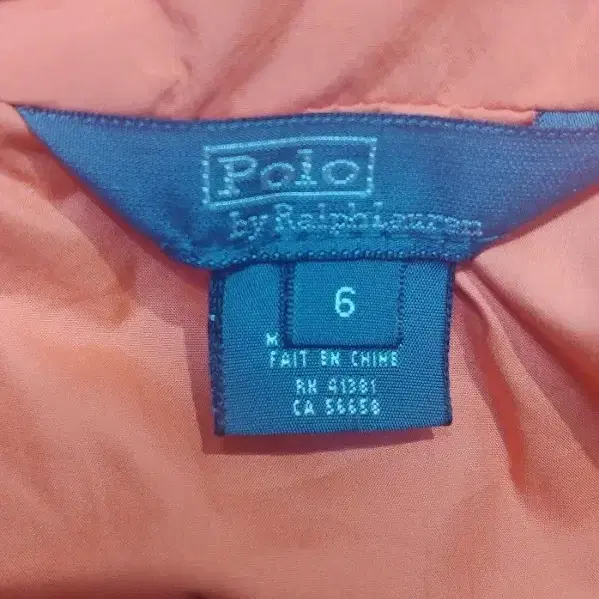 Polo
by Ralph Lauren
6
M
FAIT EN CHINE
RN 41381
CA 56658